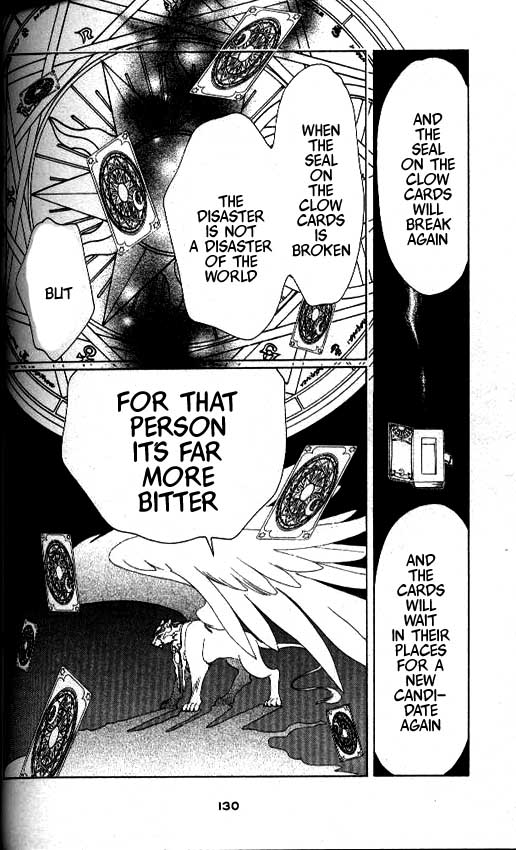 AND
THE
SEAL
ON THE
CLOW
CARDS
WILL
BREAK
AGAIN
AND
THE
CARDS
WILL
WAIT
IN THEIR
PLACES
FOR A
NEW
CANDI-
DATE
AGAIN
WHEN
THE
SEAL
ON
THE
CLOW
CARDS
IS
BROKEN
THE
DISASTER
IS NOT
A DISASTER
OF THE
WORLD
BUT
FOR THAT
PERSON
IT'S FAR
MORE
BITTER
130